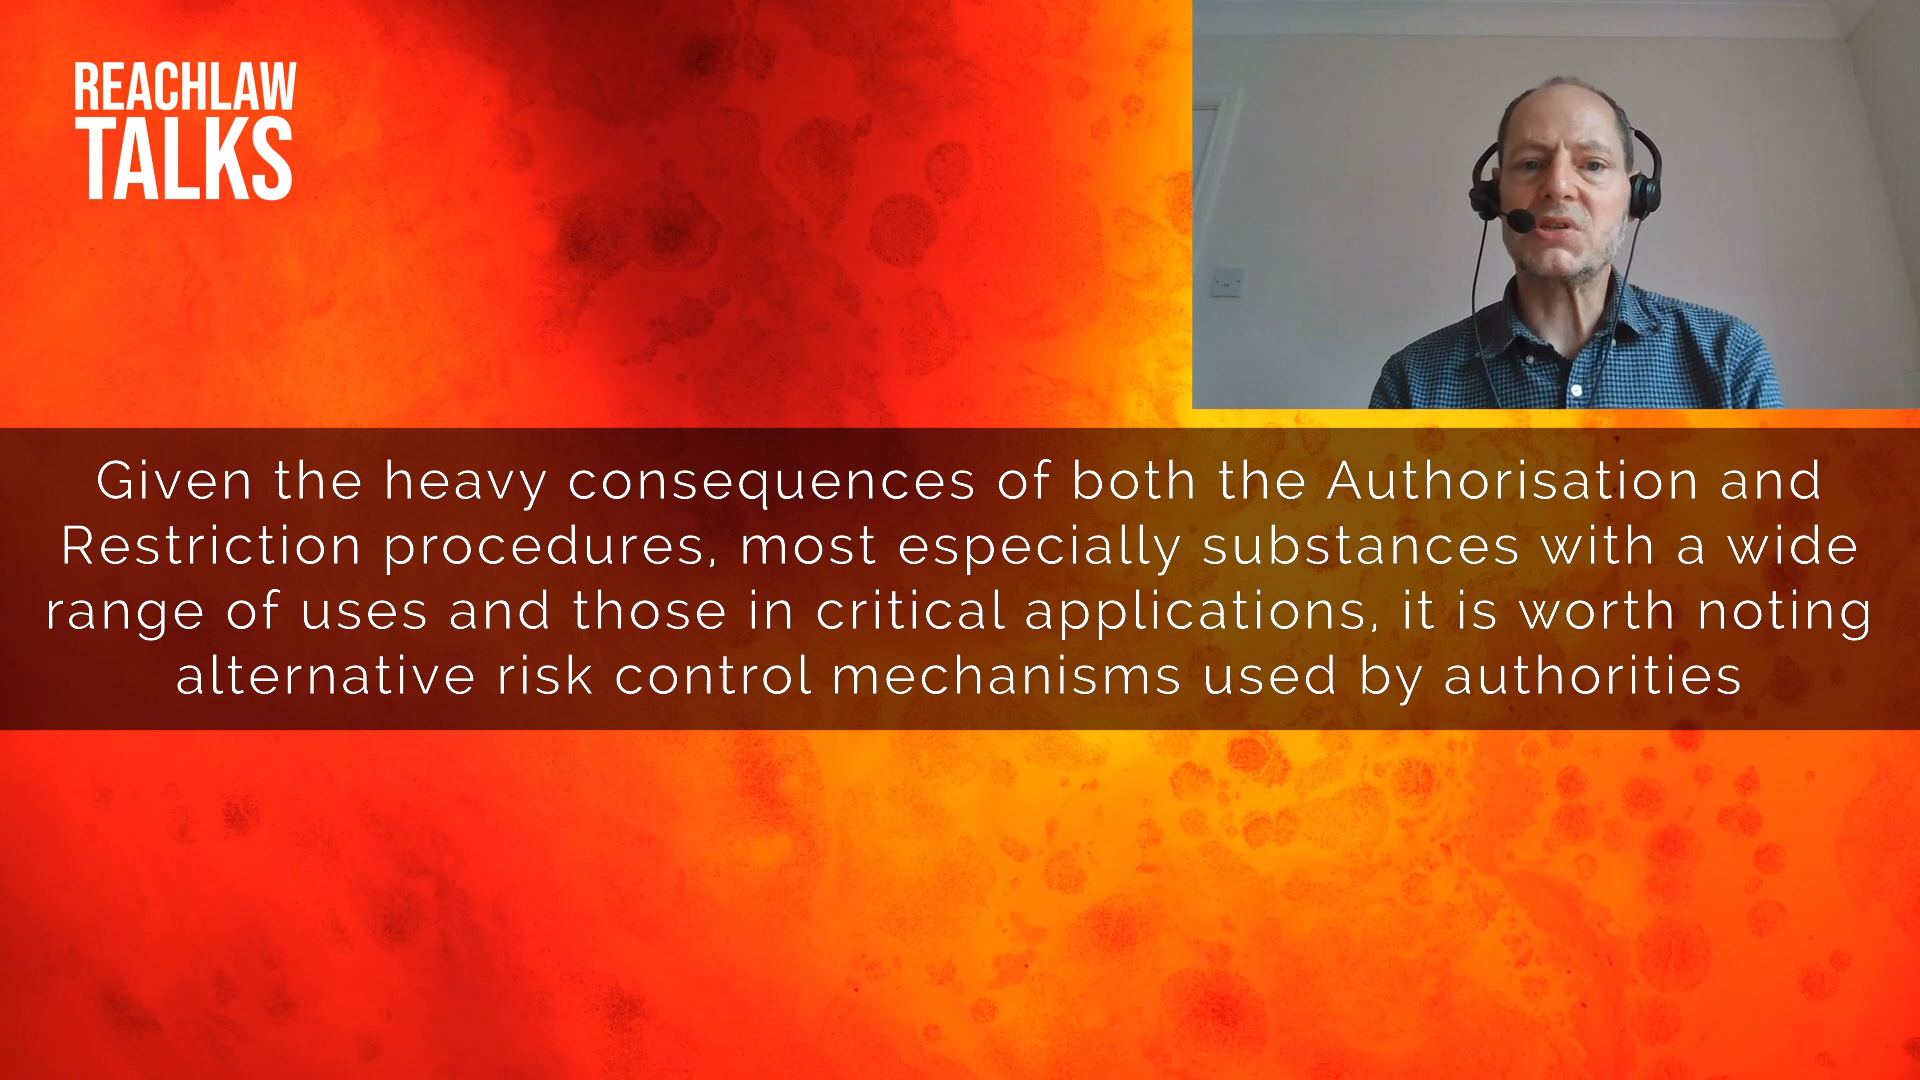 REACHLAW
TALKS
Given the heavy consequences of both the Authorisation and
Restriction procedures, most especially substances with a wide
range of uses and those in critical applications, it is worth noting
alternative risk control mechanisms used by authorities